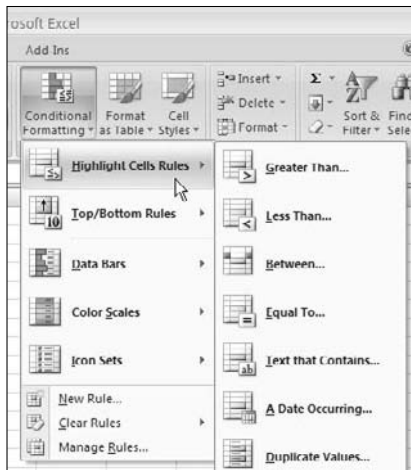 osoft Excel
Add Ins
Conditional Formatting
Format as Table
Cell Styles
Insert
Delete
Format
Σ
Sort & Filter
Find
Sele
Highlight Cells Rules
Top/Bottom Rules
Data Bars
Color Scales
Icon Sets
New Rule...
Clear Rules
Manage Rules...
Greater Than...
Less Than...
Between...
Equal To...
Text that Contains...
A Date Occurring...
Duplicate Values...